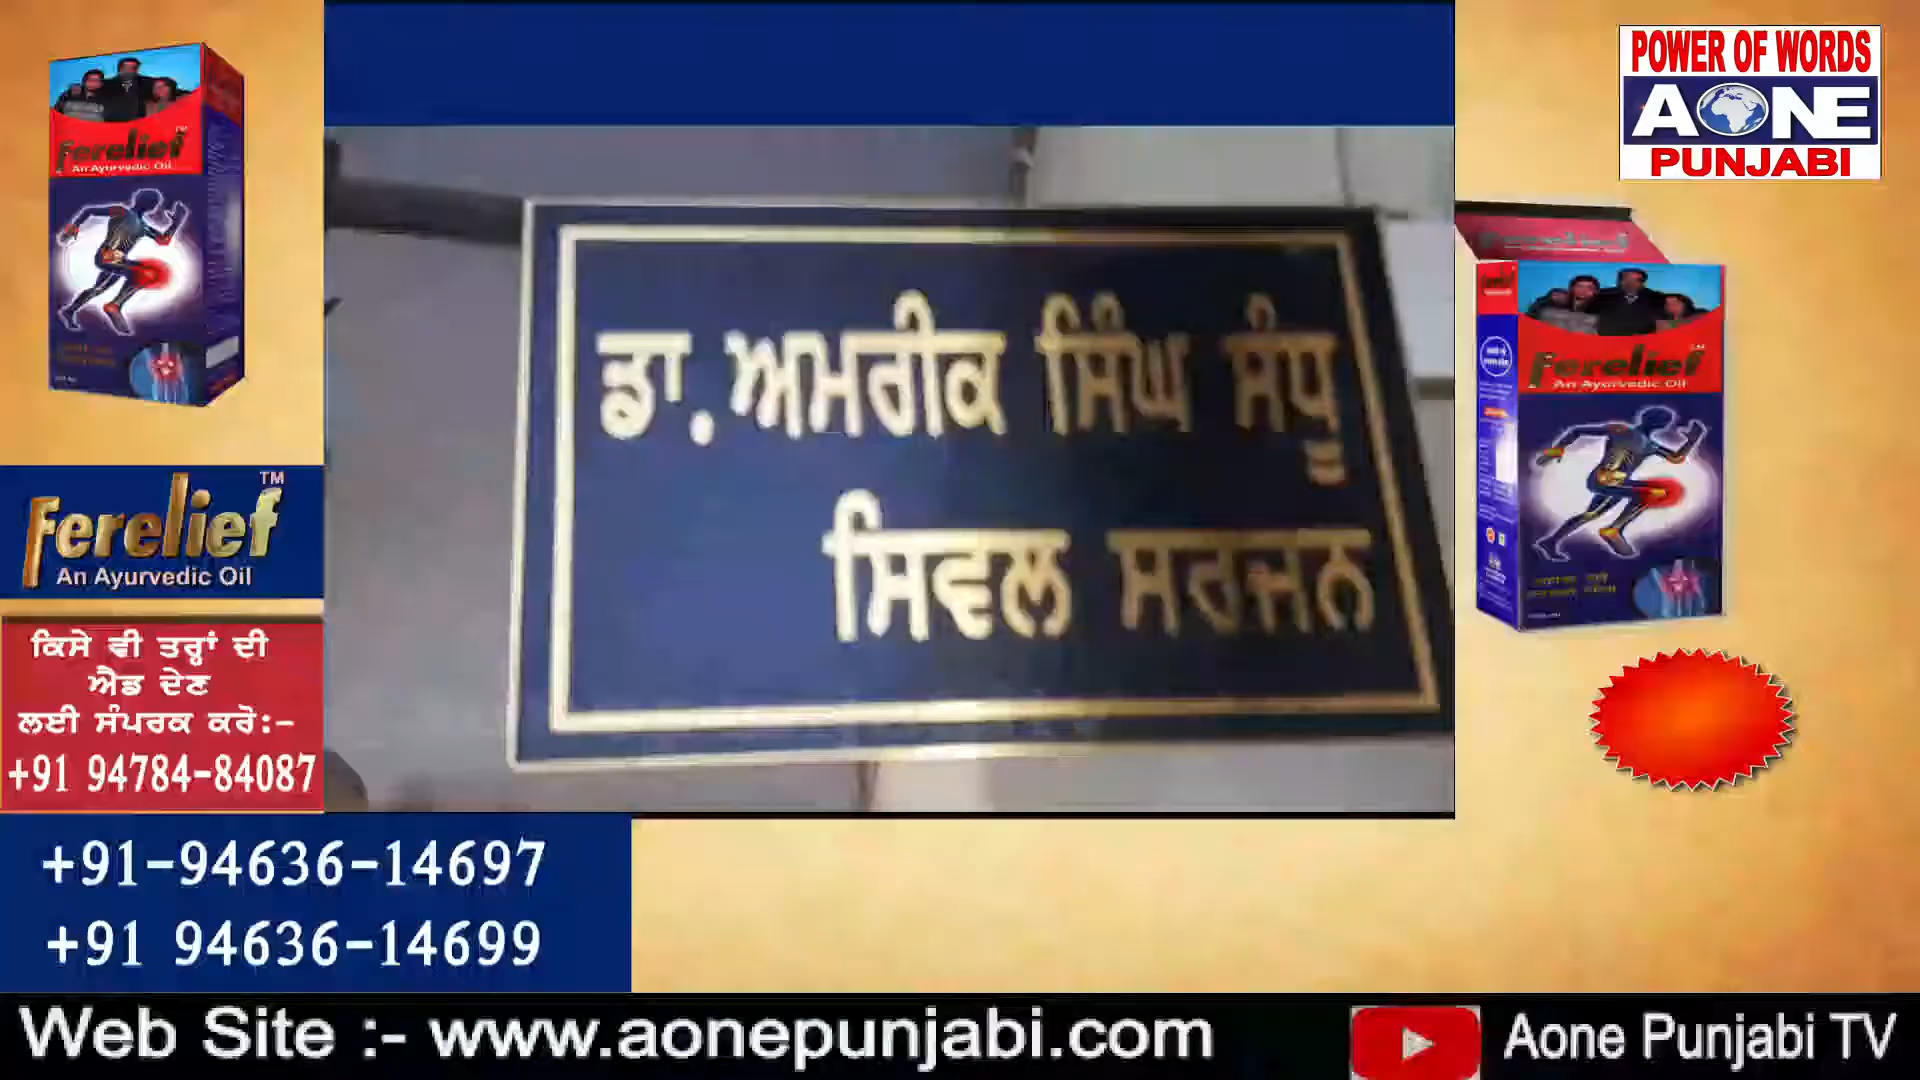 POWER OF WORDS
AONE
PUNJABI
Ferelief™
An Ayurvedic Oil
ਡਾ.ਅਮਰੀਕ ਸਿੰਘ ਸੰਧੂ
ਸਿਵਲ ਸਰਜਨ
Ferelief
Ferelief™
An Ayurvedic Oil
Ferelief™
An Ayurvedic Oil
ਕਿਸੇ ਵੀ ਤਰ੍ਹਾਂ ਦੀ
ਐਡ ਦੇਣ
ਲਈ ਸੰਪਰਕ ਕਰੋ:-
+91 94784-84087
+91-94636-14697
+91 94636-14699
Web Site :- www.aonepunjabi.com
Aone Punjabi TV